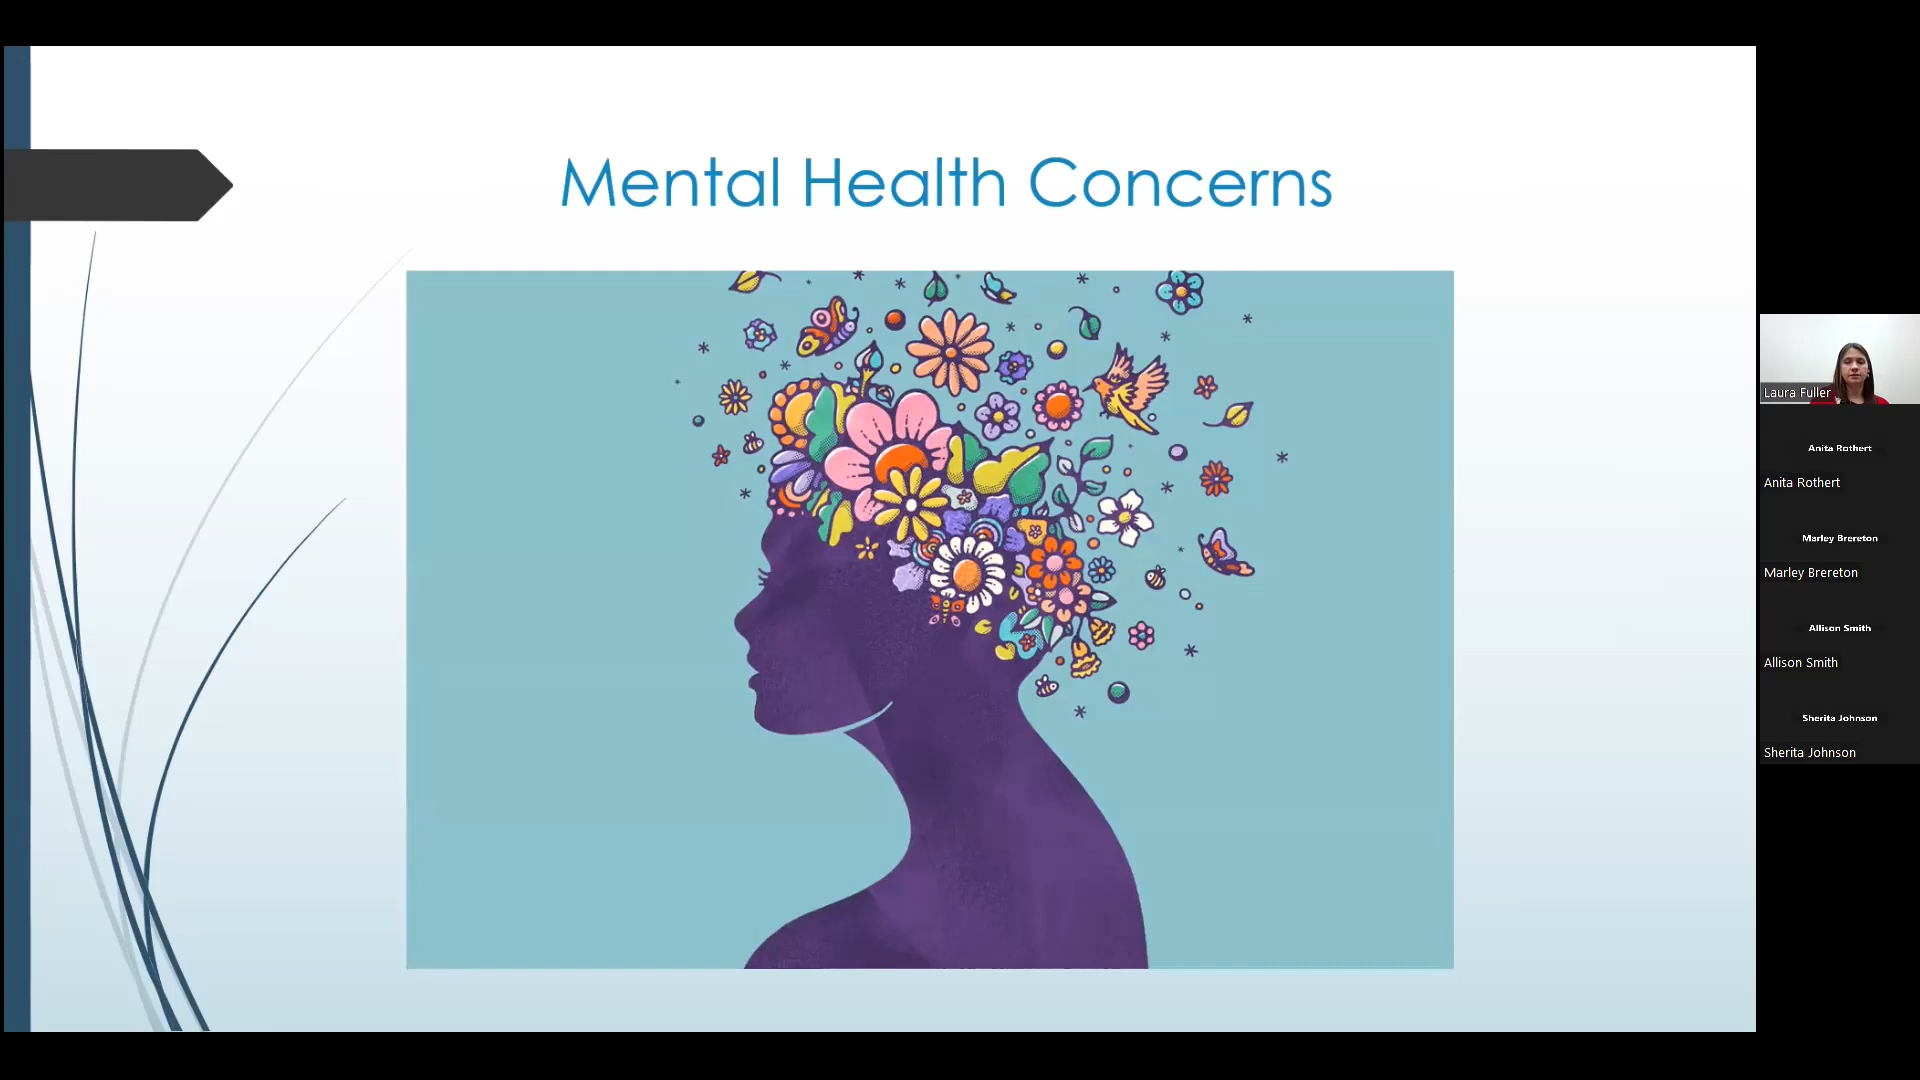 Mental Health Concerns
Laura Fuller
Anita Rothert
Anita Rothert
Marley Brereton
Marley Brereton
Allison Smith
Allison Smith
Sherita Johnson
Sherita Johnson